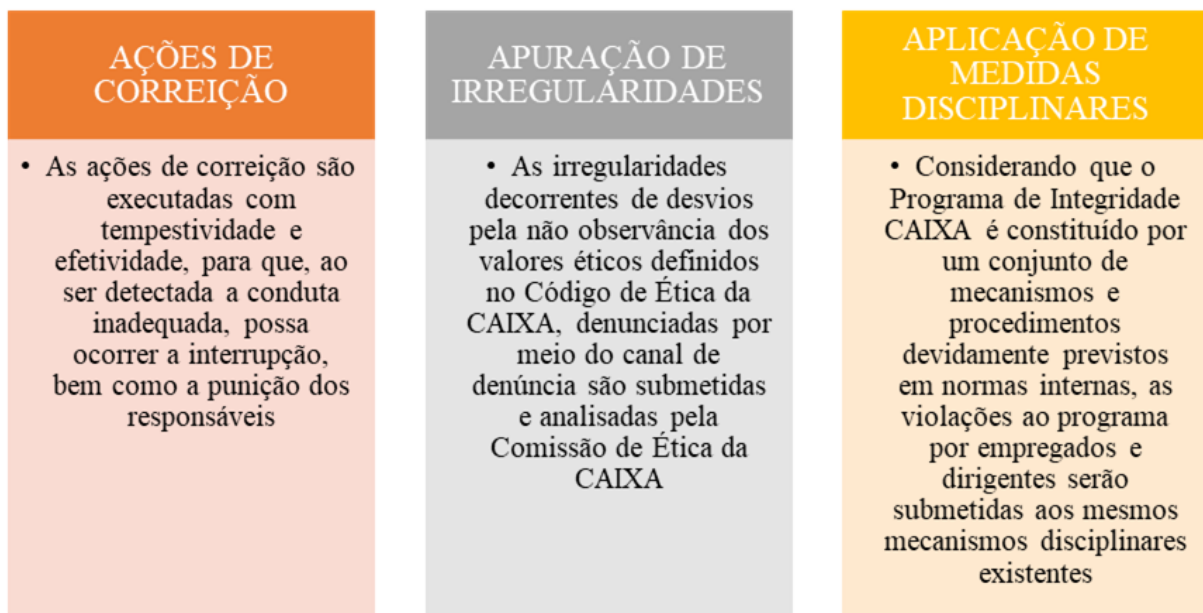 AÇÕES DE
CORREIÇÃO
• As ações de correição são
executadas com
tempestividade e
efetividade, para que, ao
ser detectada a conduta
inadequada, possa
ocorrer a interrupção,
bem como a punição dos
responsáveis
APURAÇÃO DE
IRREGULARIDADES
• As irregularidades
decorrentes de desvios
pela não observância dos
valores éticos definidos
no Código de Ética da
CAIXA, denunciadas por
meio do canal de
denúncia são submetidas
e analisadas pela
Comissão de Ética da
CAIXA
APLICAÇÃO DE
MEDIDAS
DISCIPLINARES
• Considerando que o
Programa de Integridade
CAIXA é constituído por
um conjunto de
mecanismos e
procedimentos
devidamente previstos
em normas internas, as
violações ao programa
por empregados e
dirigentes serão
submetidas aos mesmos
mecanismos disciplinares
existentes